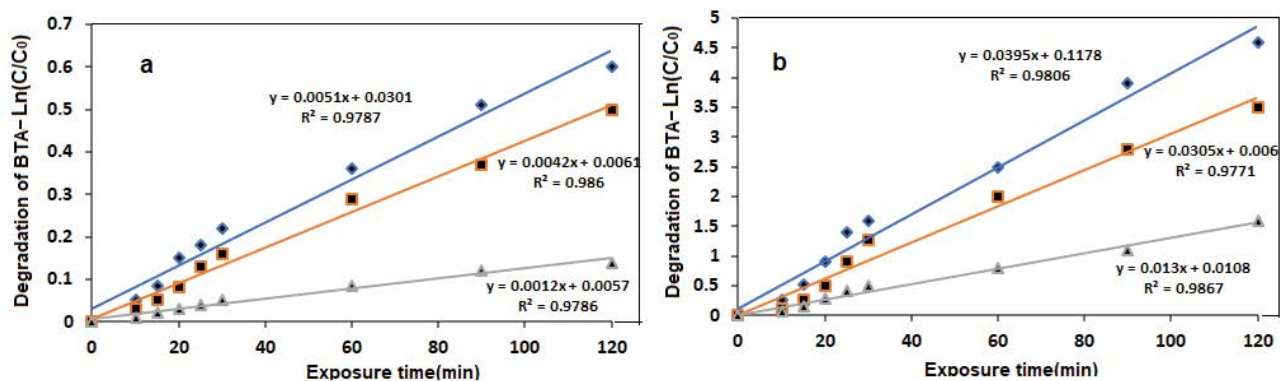 Degradation of BTA– Ln(C/C0)
0.7
0.6
0.5
0.4
0.3
0.2
0.1
0
a
y = 0.0051x + 0.0301
R² = 0.9787
y = 0.0042x + 0.0061
R² = 0.986
y = 0.0012x + 0.0057
R² = 0.9786
0 20 40 60 80 100 120
Exposure time(min)
Degradation of BTA– Ln(C/C0)
5
4.5
4
3.5
3
2.5
2
1.5
1
0.5
0
b
y = 0.0395x + 0.1178
R² = 0.9806
y = 0.0305x + 0.006
R² = 0.9771
y = 0.013x + 0.0108
R² = 0.9867
0 20 40 60 80 100 120
Exposure time(min)